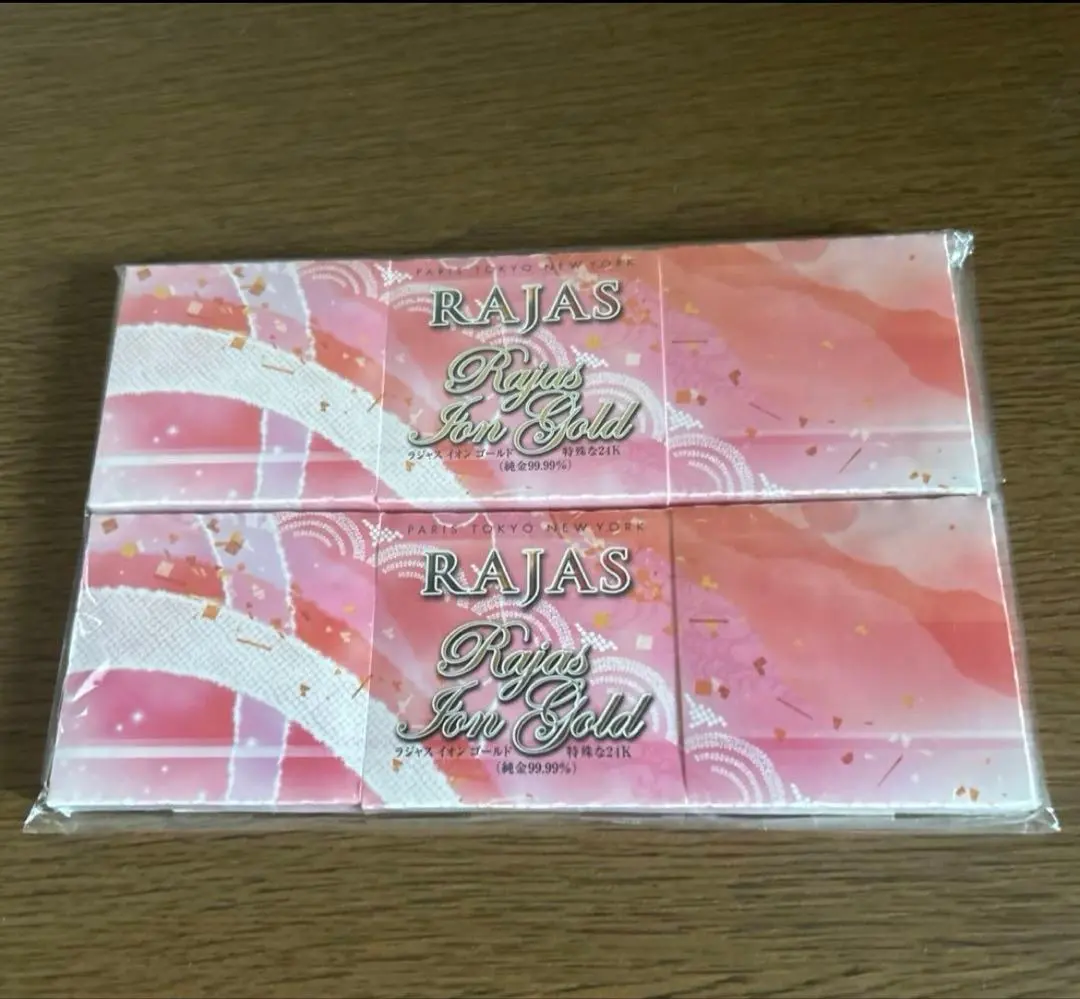 PARIS TOKYO NEW YORK
RAJAS
Rajas
Ion Gold
ラジャス イオン ゴールド 特殊な24K
(純金99.99%)
PARIS TOKYO NEW YORK
RAJAS
Rajas
Ion Gold
ラジャス イオン ゴールド 特殊な24K
(純金99.99%)